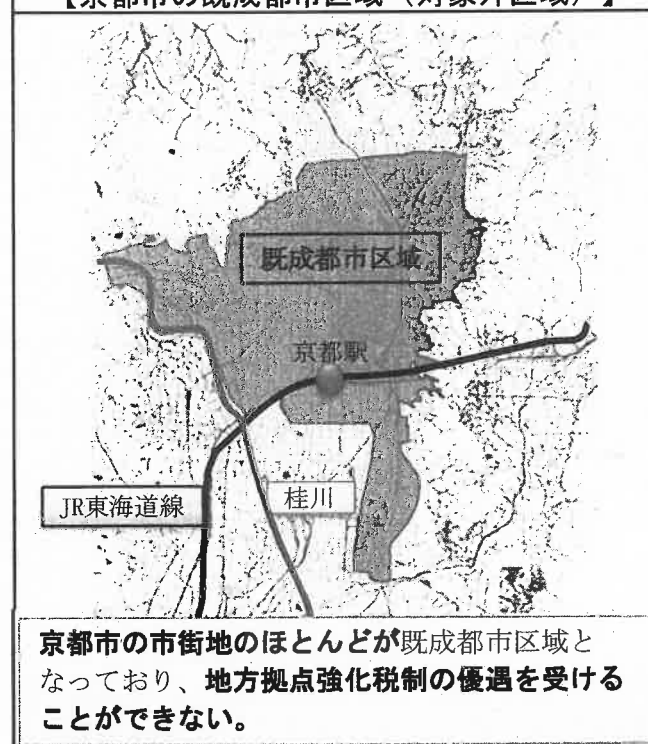 【京都市の既成都市区域（対象外区域）】
既成都市区域
京都駅
JR東海道線
桂川
京都市の市街地のほとんどが既成都市区域と
なっており、地方拠点強化税制の優遇を受ける
ことができない。